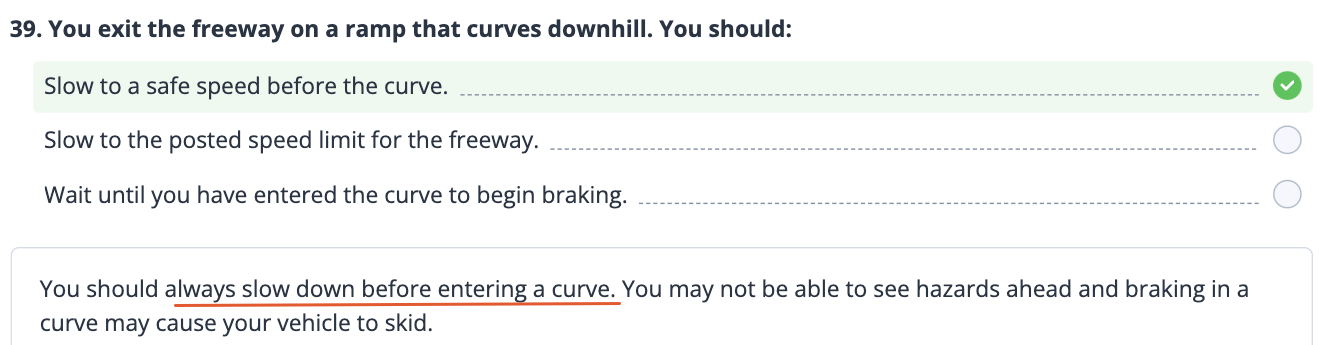 39. You exit the freeway on a ramp that curves downhill. You should:
Slow to a safe speed before the curve.
Slow to the posted speed limit for the freeway.
Wait until you have entered the curve to begin braking.
You should always slow down before entering a curve. You may not be able to see hazards ahead and braking in a
curve may cause your vehicle to skid.